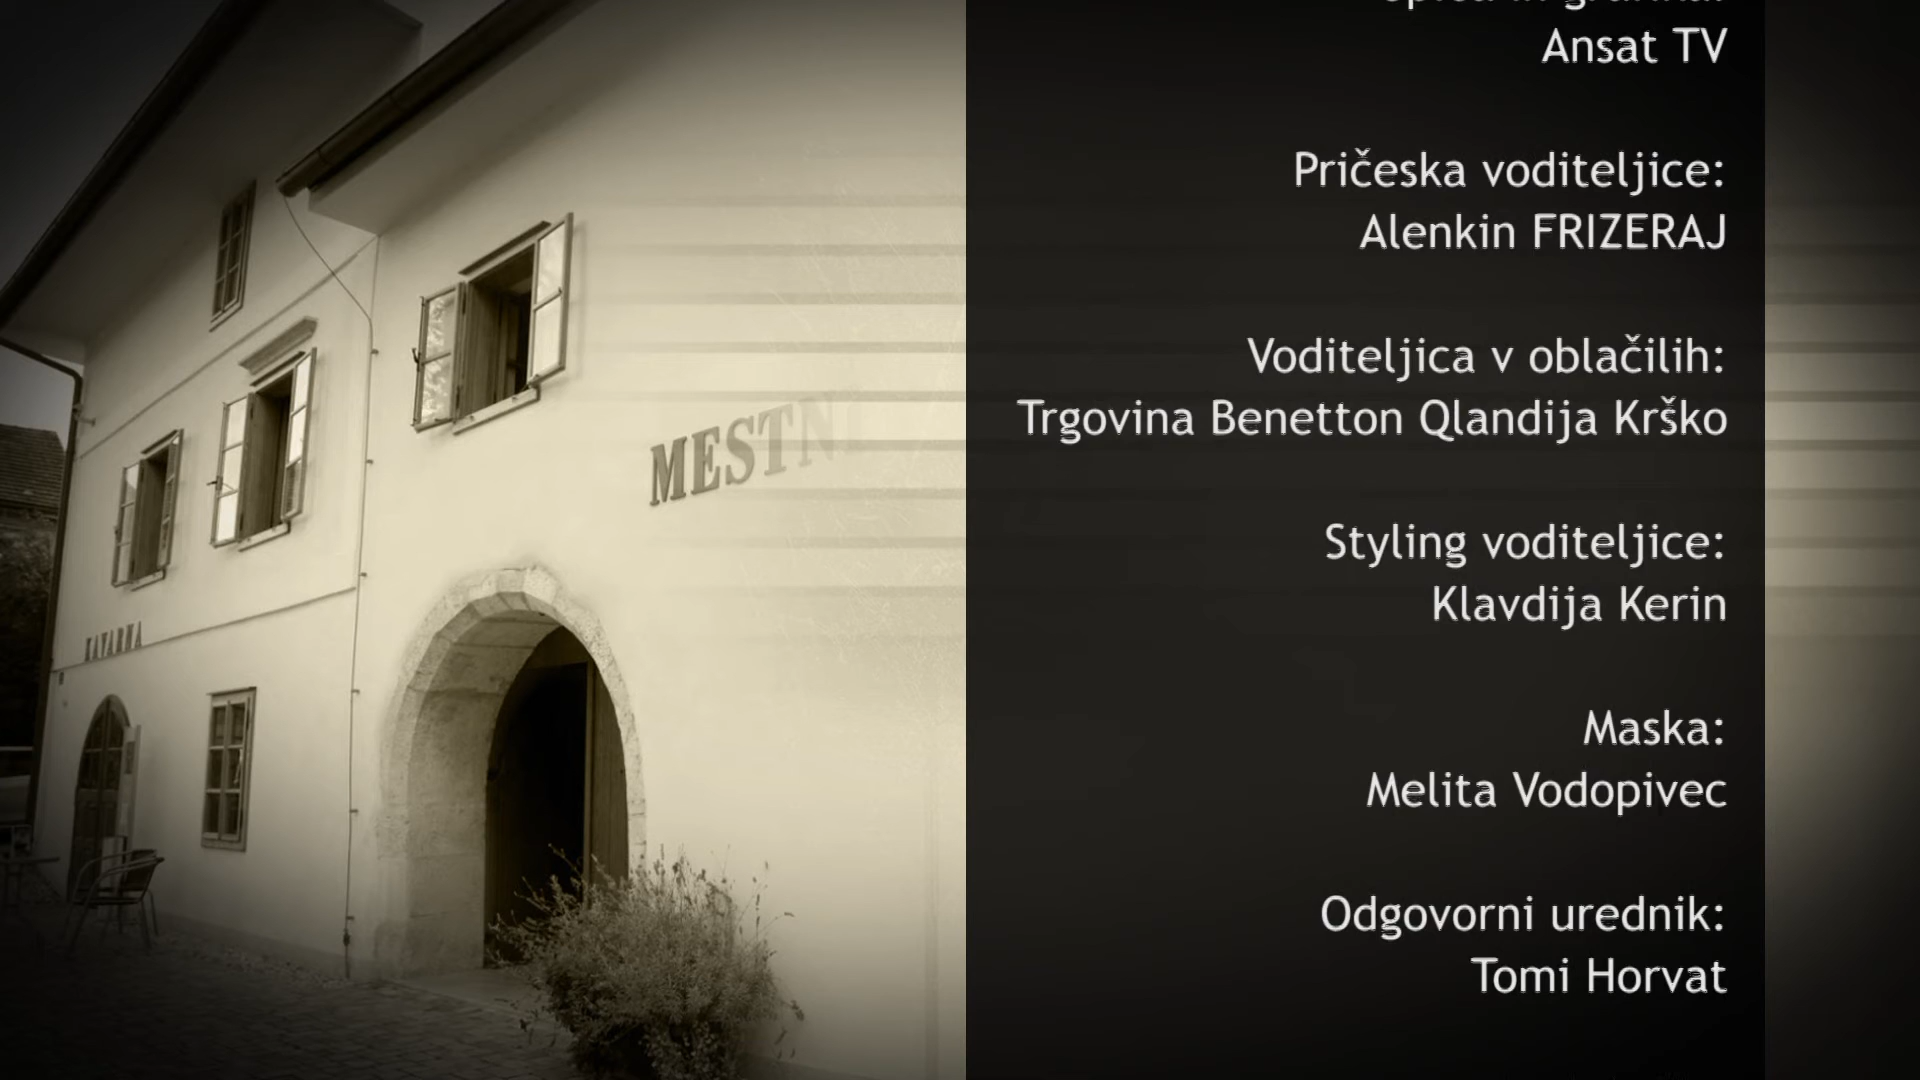 Ansat TV
Pričeska voditeljice:
Alenkin FRIZERAJ
Voditeljica v oblačilih:
Trgovina Benetton Qlandija Krško
Styling voditeljice:
Klavdija Kerin
Maska:
Melita Vodopivec
Odgovorni urednik:
Tomi Horvat
MESTN
KAVARNA